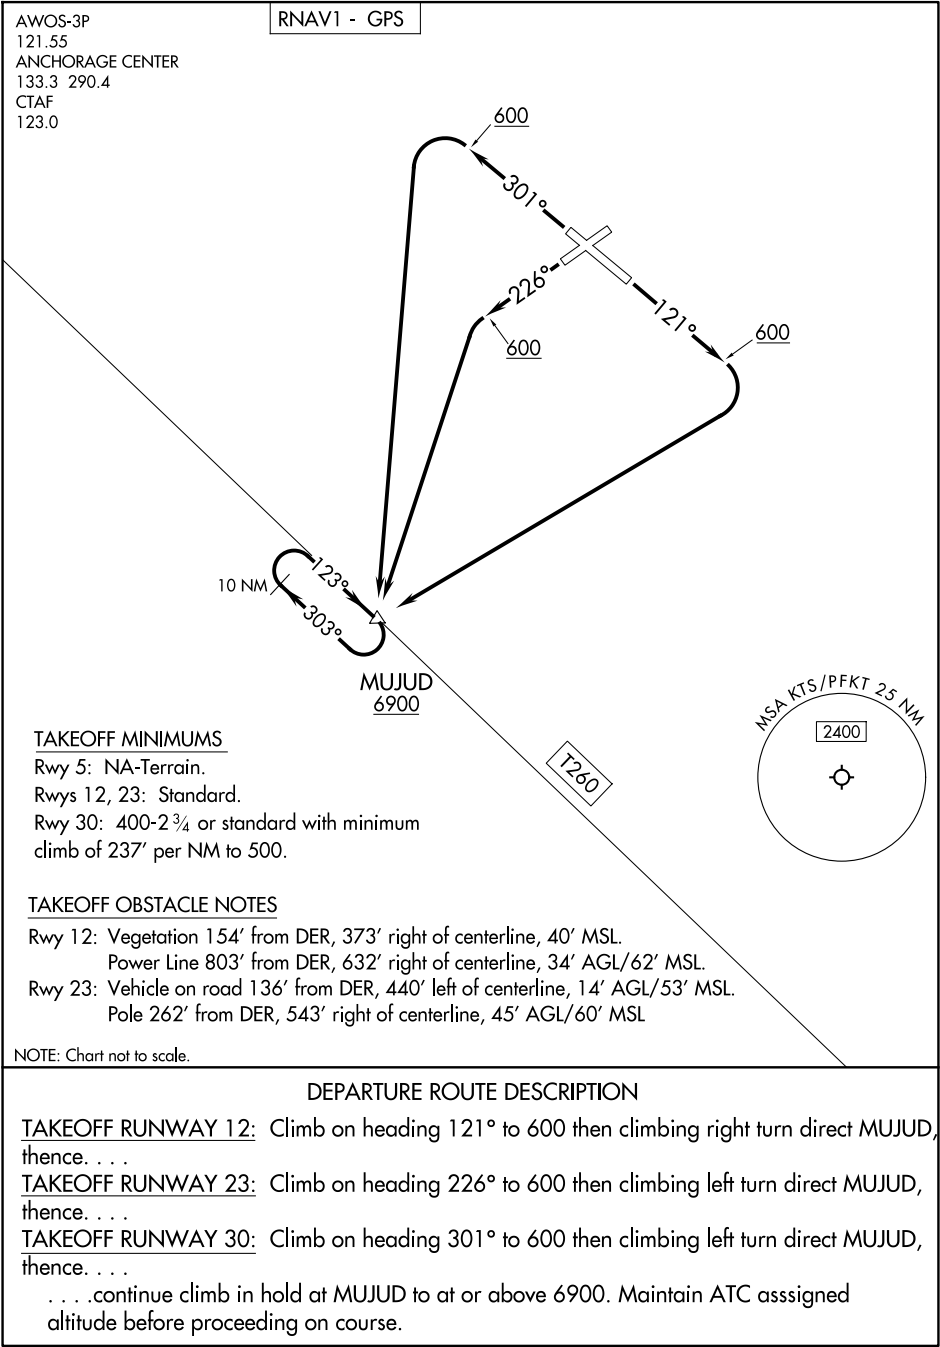 AWOS-3P
121.55
ANCHORAGE CENTER
133.3 290.4
CTAF
123.0
RNAV1 - GPS
600
301°
226°
600
121°
600
10 NM
123°
303°
MUJUD
6900
T260
MSA KTS/PFKT 25 NM
2400
TAKEOFF MINIMUMS
Rwy 5: NA-Terrain.
Rwys 12, 23: Standard.
Rwy 30: 400-2 ¾ or standard with minimum
climb of 237′ per NM to 500.
TAKEOFF OBSTACLE NOTES
Rwy 12: Vegetation 154′ from DER, 373′ right of centerline, 40′ MSL.
Power Line 803′ from DER, 632′ right of centerline, 34′ AGL/62′ MSL.
Rwy 23: Vehicle on road 136′ from DER, 440′ left of centerline, 14′ AGL/53′ MSL.
Pole 262′ from DER, 543′ right of centerline, 45′ AGL/60′ MSL
NOTE: Chart not to scale.
DEPARTURE ROUTE DESCRIPTION
TAKEOFF RUNWAY 12: Climb on heading 121° to 600 then climbing right turn direct MUJUD,
thence. . . .
TAKEOFF RUNWAY 23: Climb on heading 226° to 600 then climbing left turn direct MUJUD,
thence. . . .
TAKEOFF RUNWAY 30: Climb on heading 301° to 600 then climbing left turn direct MUJUD,
thence. . . .
. . . .continue climb in hold at MUJUD to at or above 6900. Maintain ATC asssigned
altitude before proceeding on course.